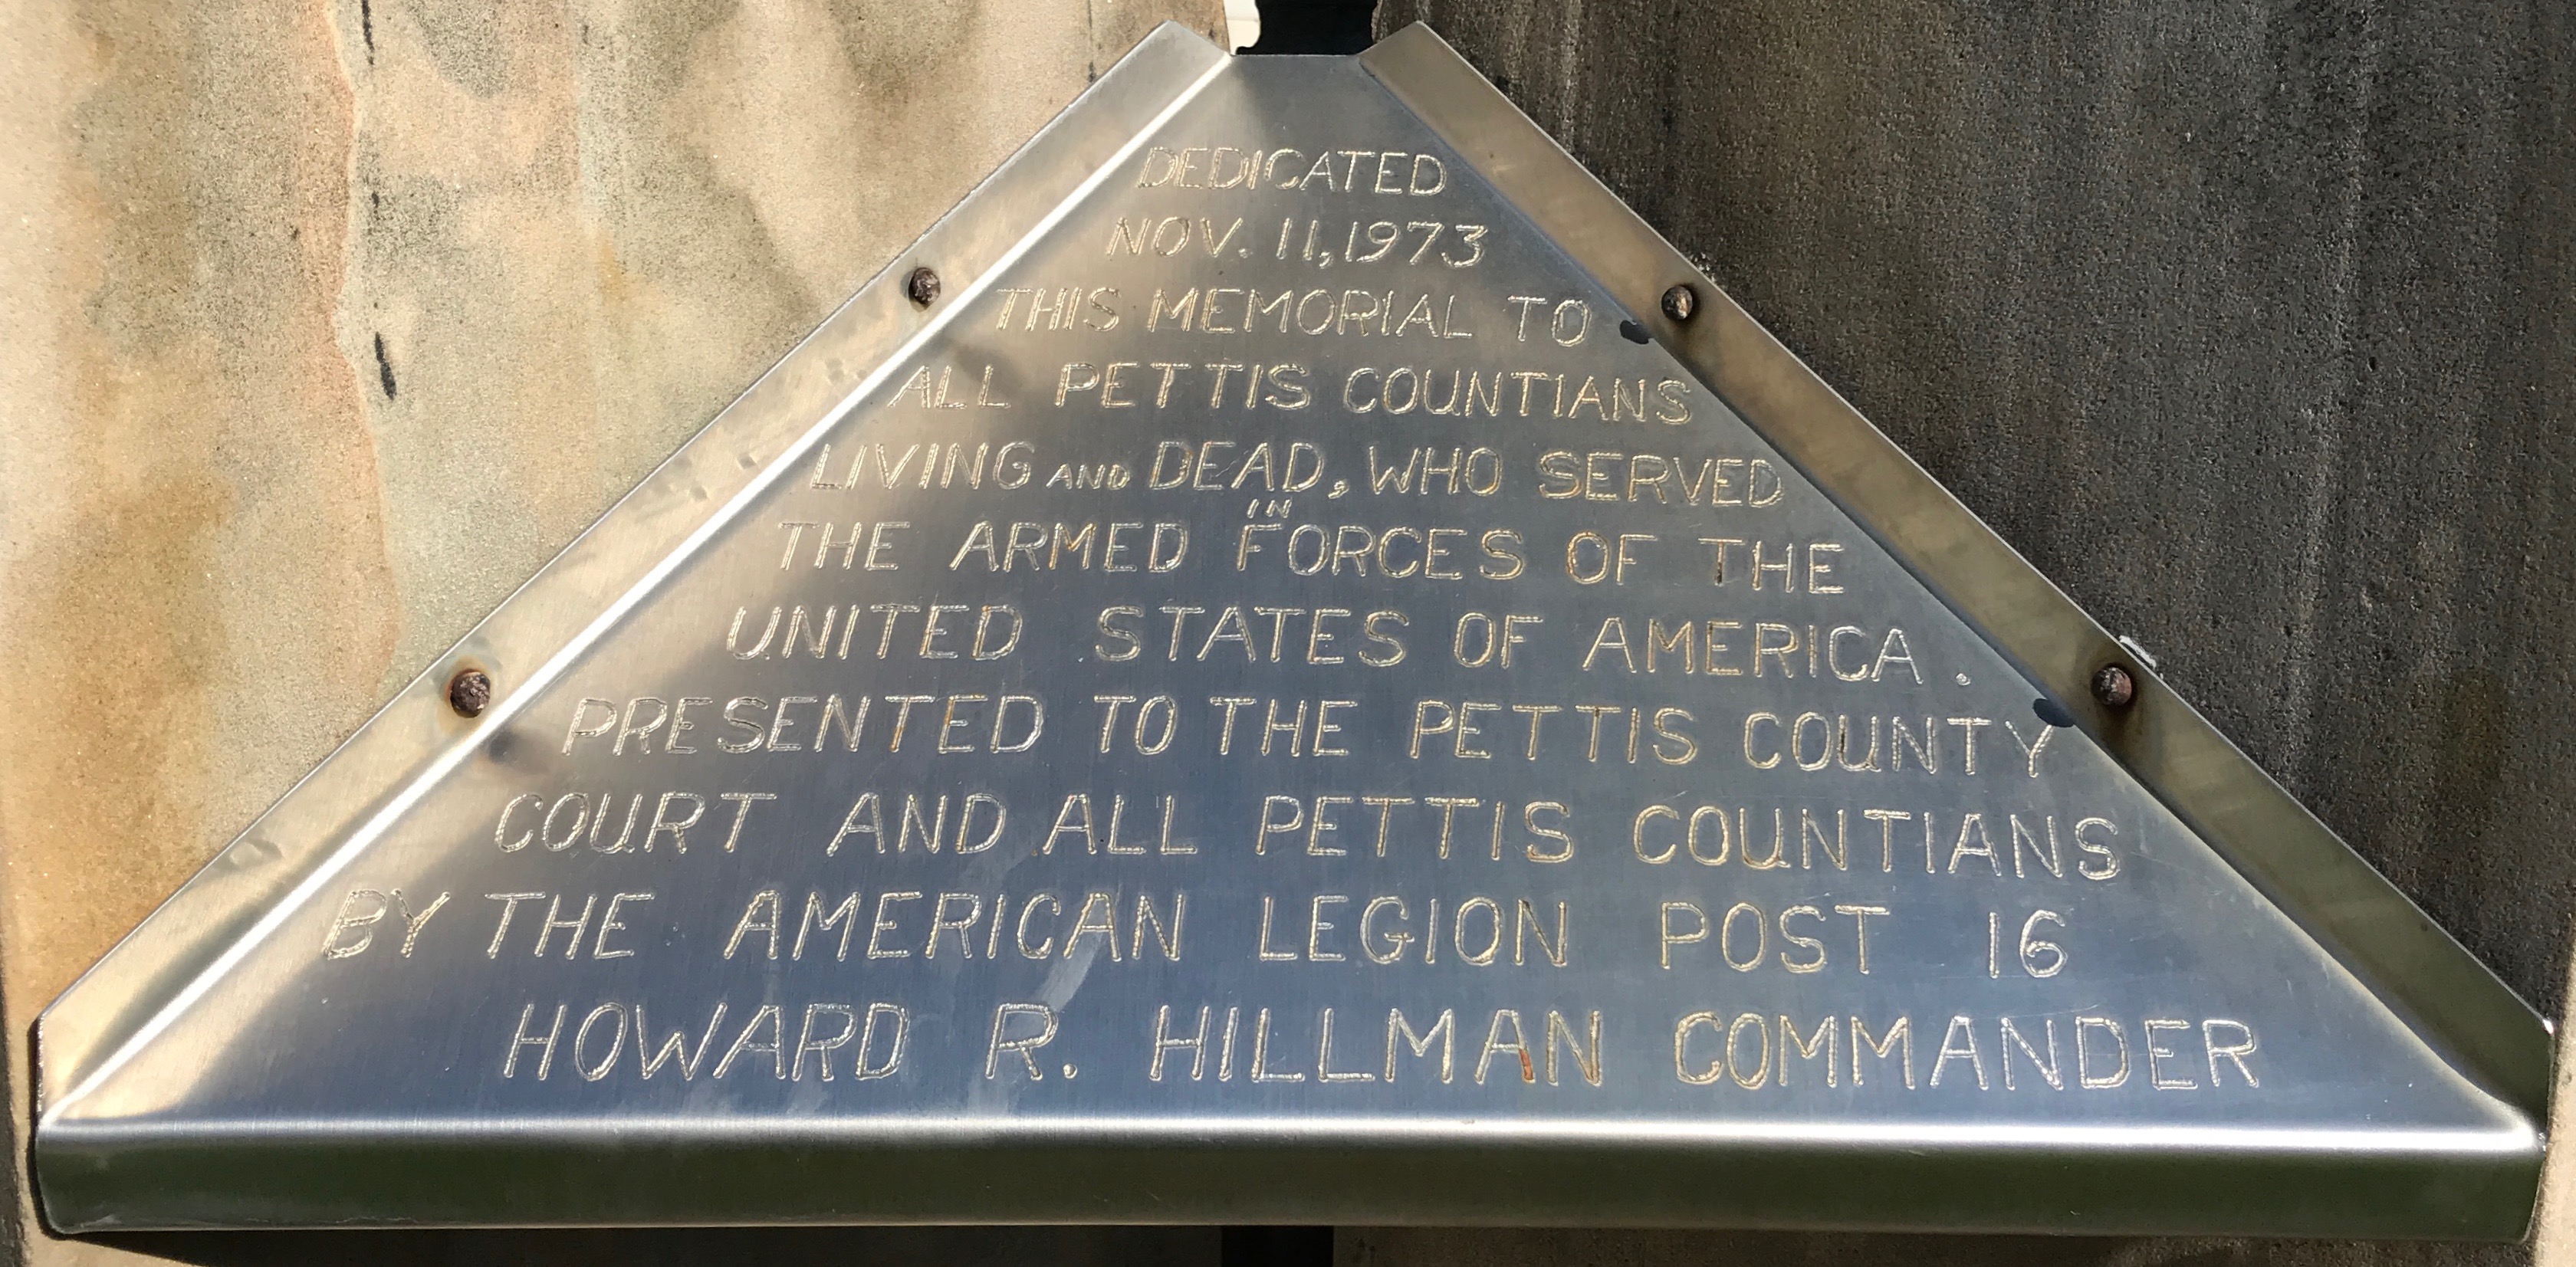 DEDICATED
NOV. 11, 1973
THIS MEMORIAL TO
ALL PETTIS COUNTIANS
LIVING AND DEAD, WHO SERVED
IN
THE ARMED FORCES OF THE
UNITED STATES OF AMERICA.
PRESENTED TO THE PETTIS COUNTY
COURT AND ALL PETTIS COUNTIANS
BY THE AMERICAN LEGION POST 16
HOWARD R. HILLMAN COMMANDER